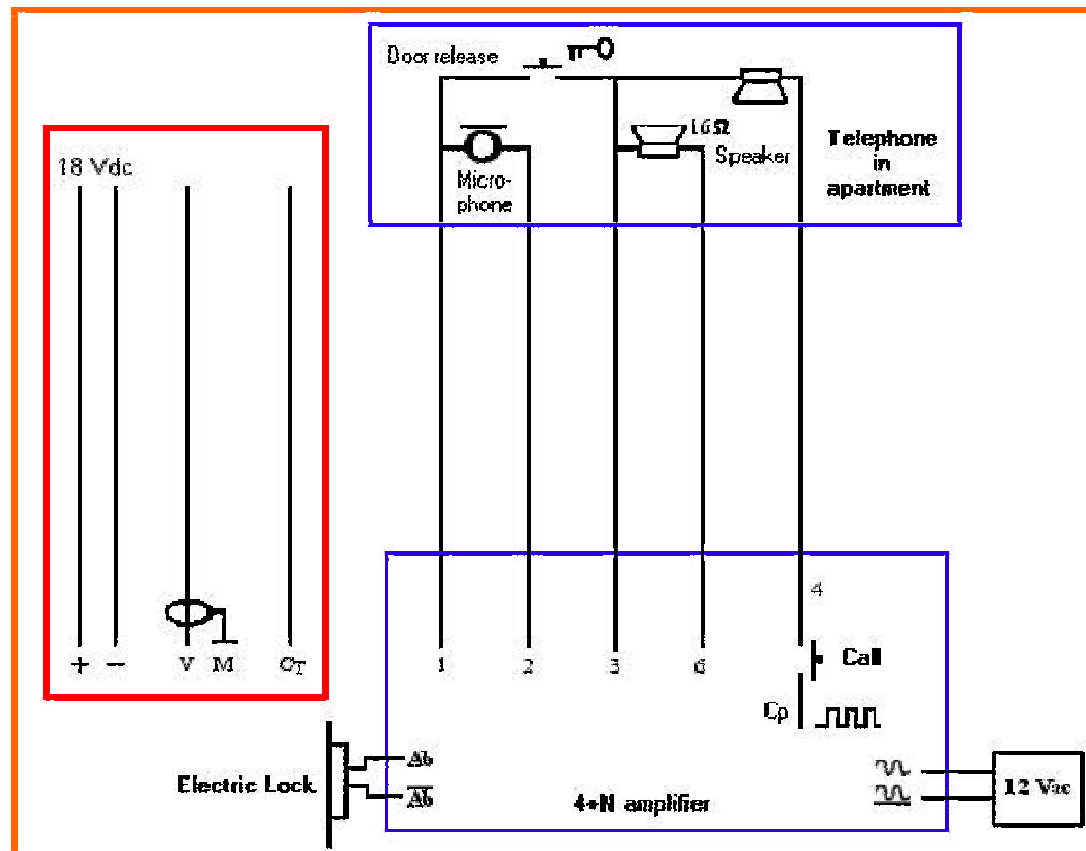 Door release
18 Vdc
16Ω
Speaker
Micro-
phone
Telephone
in
apartment
4
+ − V M CT
1 2 3 6
Call
Cp
Electric Lock
Ab
Ab
4+N amplifier
12 Vac